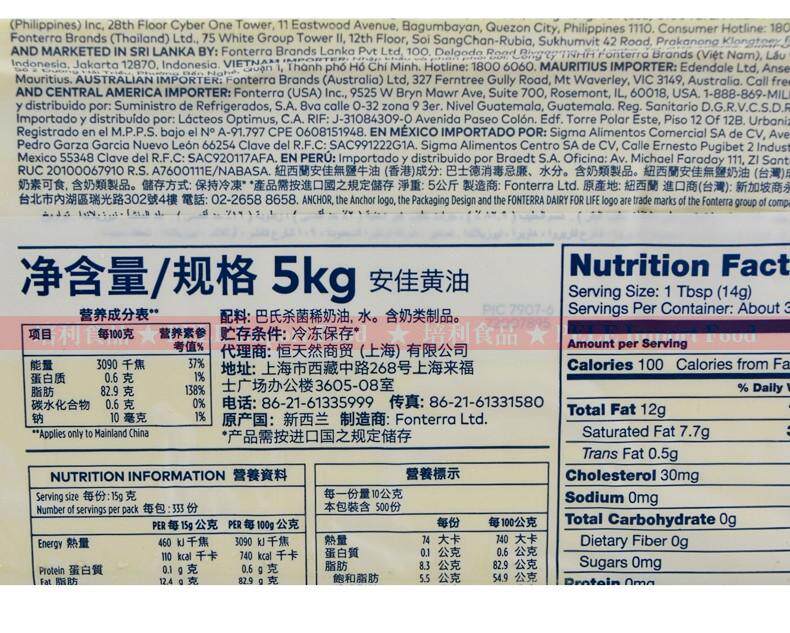 (Philippines) Inc, 28th Floor Cyber One Tower, 11 Eastwood Avenue, Bagumbayan, Quezon City, Philippines 1110. Consumer Hotline: 180
Fonterra Brands (Thailand) Ltd., 75 White Group 11, 12th Floor, Soi SangChan-Rubia, Sukhumvit 42 Road, Prakanong Klongtoey
AND MARKETED IN SRI LANKA BY: Fonterra Brands Lanka Pvt Ltd, 100, Delgoda Road Fonterra Brands (Việt Nam), Lầu
Indonesia, Jakarta 12870, Indonesia. VIETNAM Quận 1, Thành phố Hồ Chí Minh. Hotline: 1800 6060. MAURITIUS IMPORTER: Edendale Ltd, Anse
Mauritius. AUSTRALIAN IMPORTER: Fonterra Brands (Australia) Ltd, 327 Ferntree Gully Road, Mt Waverley, VIC 3149, Australia. Call free
AND CENTRAL AMERICA IMPORTER: Fonterra (USA) Inc., 9525 W Bryn Mawr Ave, Suite 700, Rosemont, IL, 60018, USA. 1-888-869-MIL
y distribuido por: Suministro de Refrigerados, S.A. 8va calle 0-32 zona 9 3er. Nivel Guatemala, Guatemala. Reg. Sanitario D.G.R.V.C.S.D.R
Importado y distribuido por: Lácteos Optimus, C.A. RIF: J-31084309-0 Avenida Paseo Colón. Edf. Torre Polar Este, Piso 12 Of 12B. Urbaniz
Registrado en el M.P.P.S. bajo el Nº A-91.797 CPE 0608151948. EN MÉXICO IMPORTADO POR: Sigma Alimentos Comercial SA de CV, Ave
Pedro Garza Garcia Nuevo León 66254 Clave del R.F.C: SAC991222G1A. Sigma Alimentos Centro SA de CV, Calle Ernesto Pugibet 2 Indust
Mexico 55348 Clave del R.F.C: SAC920117AFA. EN PERÚ: Importado y distribuido por Braedt S.A. Oficina: Av. Michael Faraday 111, ZI Sant
RUC 20100067910 R.S. A7600111E/NABASA. 紐西蘭安佳無鹽牛油 (香港)成分: 巴士德消毒忌廉、水分。含奶類製品。紐西蘭安佳無鹽奶油 (台灣)
奶素可食, 含奶類製品。儲存方式: 保持冷凍* *產品需按進口國之規定儲存 淨重: 5公斤 製造商: Fonterra Ltd. 原產地: 紐西蘭 進口商(台灣): 新加坡商
台北市內湖區瑞光路302號4樓 電話: 02-2658 8658. ANCHOR, the Anchor logo, the Packaging Design and the FONTERRA DAIRY FOR LIFE logo are trade marks of the Fonterra group of comp
净含量/规格 5kg 安佳黄油
营养成分表**
项目 每100克 营养素参考值%
能量 3090 千焦 37%
蛋白质 0.6 克 1%
脂肪 82.9 克 138%
碳水化合物 0.6 克 0%
钠 10 毫克 1%
**Applies only to Mainland China
配料: 巴氏杀菌稀奶油, 水。含奶类制品。
贮存条件: 冷冻保存*
代理商: 恒天然商贸 (上海) 有限公司
地址: 上海市西藏中路268号上海来福
士广场办公楼3605-08室
电话: 86-21-61335999 传真: 86-21-61331580
原产国: 新西兰 制造商: Fonterra Ltd.
*产品需按进口国之规定储存
培利食品 ★ ★ 培利食品 ★ PELE Import Food
Nutrition Fact
Serving Size: 1 Tbsp (14g)
Servings Per Container: About 3
Amount per Serving
Calories 100 Calories from Fa
% Daily V
Total Fat 12g
Saturated Fat 7.7g
Trans Fat 0.5g
Cholesterol 30mg
Sodium 0mg
Total Carbohydrate 0g
Dietary Fiber 0g
Sugars 0mg
Protein 0mg
NUTRITION INFORMATION 營養資料
Serving size 每份:15g 克
Number of servings per pack 每包:333 份
PER 每 15g 公克 PER 每 100g 公克
Energy 熱量 460 kJ 千焦 3090 kJ 千焦
110 kcal 千卡 740 kcal 千卡
Protein 蛋白質 0.1 g 克 0.6 g 克
Fat 脂肪 12.4 g 克 82.9 g 克
營養標示
每一份量10公克
本包裝含 500份
每份 每100公克
熱量 74 大卡 740 大卡
蛋白質 0.1 公克 0.6 公克
脂肪 8.3 公克 82.9 公克
飽和脂肪 5.5 公克 54.9 公克